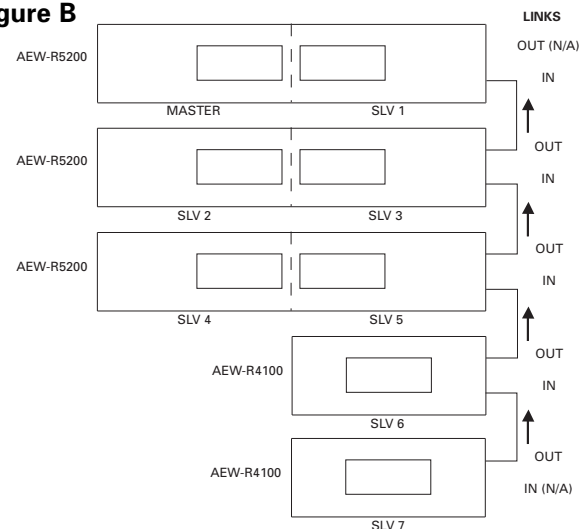 gure B
LINKS
AEW-R5200
OUT (N/A)
IN
MASTER
SLV 1
AEW-R5200
OUT
IN
SLV 2
SLV 3
AEW-R5200
OUT
IN
SLV 4
SLV 5
AEW-R4100
OUT
IN
SLV 6
AEW-R4100
OUT
IN (N/A)
SLV 7